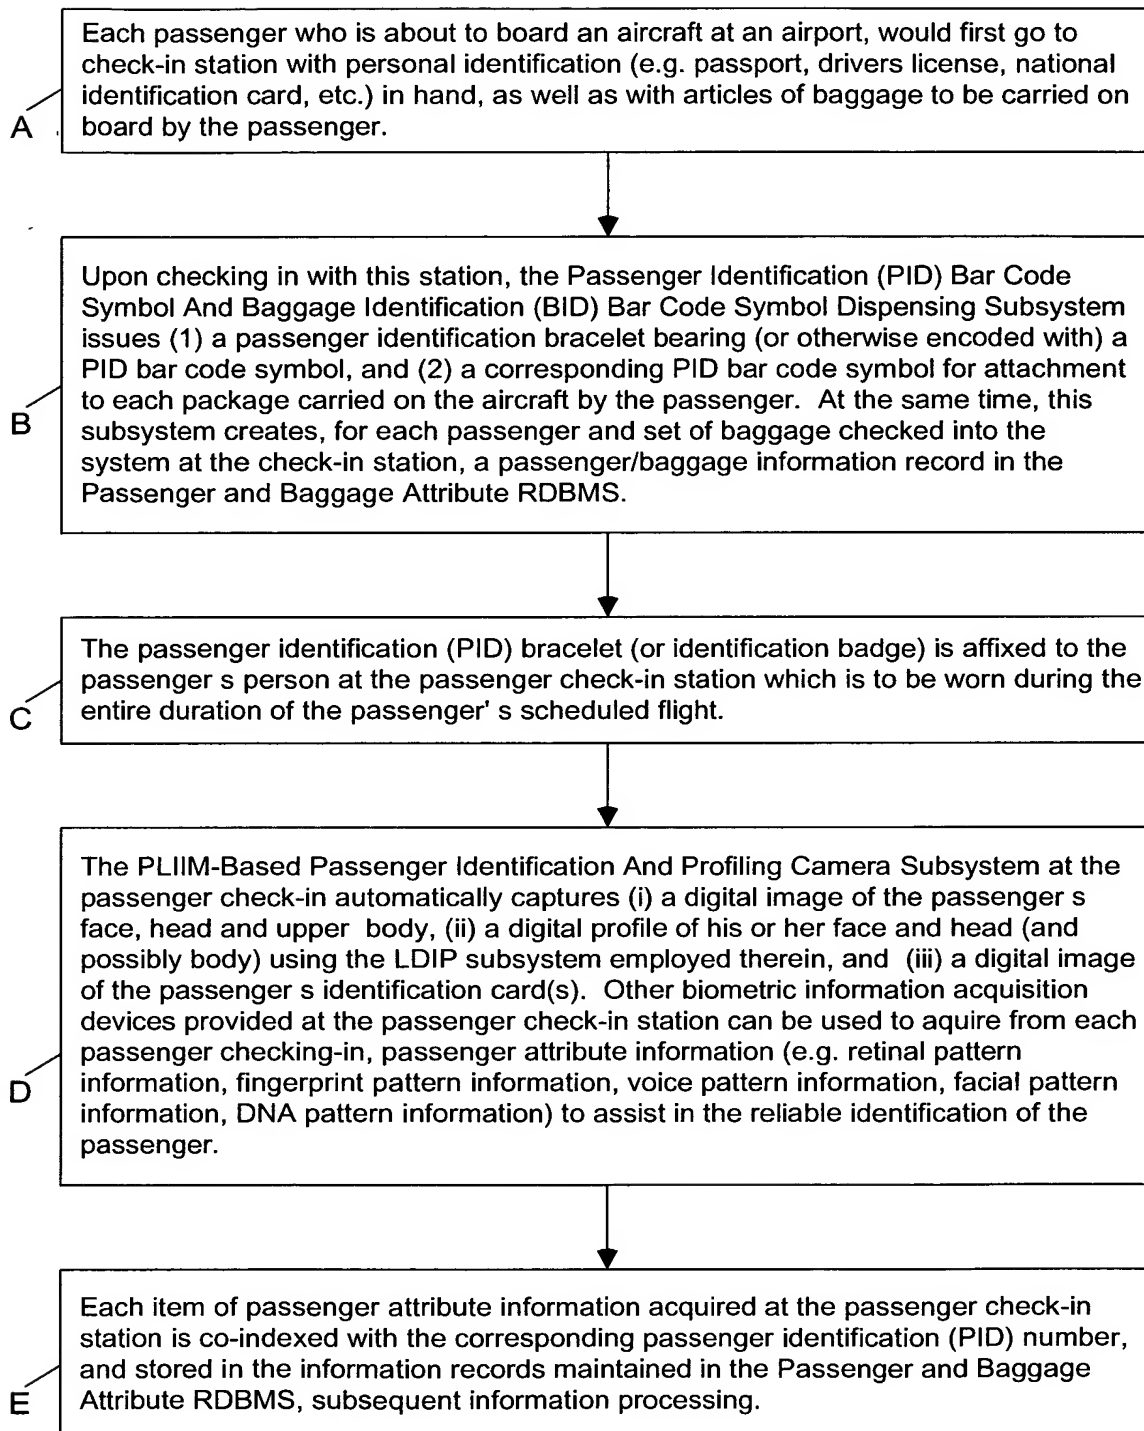 Each passenger who is about to board an aircraft at an airport, would first go to
check-in station with personal identification (e.g. passport, drivers license, national
identification card, etc.) in hand, as well as with articles of baggage to be carried on
board by the passenger.
A
Upon checking in with this station, the Passenger Identification (PID) Bar Code
Symbol And Baggage Identification (BID) Bar Code Symbol Dispensing Subsystem
issues (1) a passenger identification bracelet bearing (or otherwise encoded with) a
PID bar code symbol, and (2) a corresponding PID bar code symbol for attachment
to each package carried on the aircraft by the passenger. At the same time, this
subsystem creates, for each passenger and set of baggage checked into the
system at the check-in station, a passenger/baggage information record in the
Passenger and Baggage Attribute RDBMS.
B
The passenger identification (PID) bracelet (or identification badge) is affixed to the
passenger s person at the passenger check-in station which is to be worn during the
entire duration of the passenger' s scheduled flight.
C
The PLIIM-Based Passenger Identification And Profiling Camera Subsystem at the
passenger check-in automatically captures (i) a digital image of the passenger s
face, head and upper body, (ii) a digital profile of his or her face and head (and
possibly body) using the LDIP subsystem employed therein, and (iii) a digital image
of the passenger s identification card(s). Other biometric information acquisition
devices provided at the passenger check-in station can be used to aquire from each
passenger checking-in, passenger attribute information (e.g. retinal pattern
information, fingerprint pattern information, voice pattern information, facial pattern
information, DNA pattern information) to assist in the reliable identification of the
passenger.
D
Each item of passenger attribute information acquired at the passenger check-in
station is co-indexed with the corresponding passenger identification (PID) number,
and stored in the information records maintained in the Passenger and Baggage
Attribute RDBMS, subsequent information processing.
E